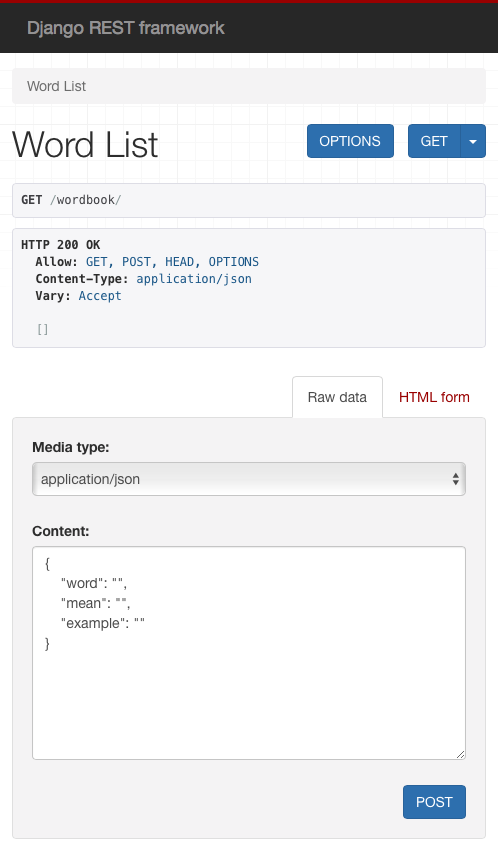 Django REST framework
Word List
Word List
OPTIONS
GET
GET /wordbook/
HTTP 200 OK
Allow: GET, POST, HEAD, OPTIONS
Content-Type: application/json
Vary: Accept
[]
Raw data
HTML form
Media type:
application/json
Content:
{
"word": "",
"mean": "",
"example": ""
}
POST